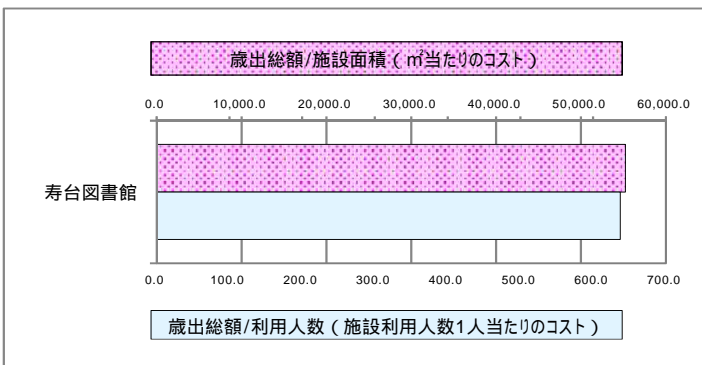 歳出総額/施設面積(㎡当たりのコスト)
0.0 10,000.0 20,000.0 30,000.0 40,000.0 50,000.0 60,000.0
寿台図書館
0.0 100.0 200.0 300.0 400.0 500.0 600.0 700.0
歳出総額/利用人数(施設利用人数1人当たりのコスト)